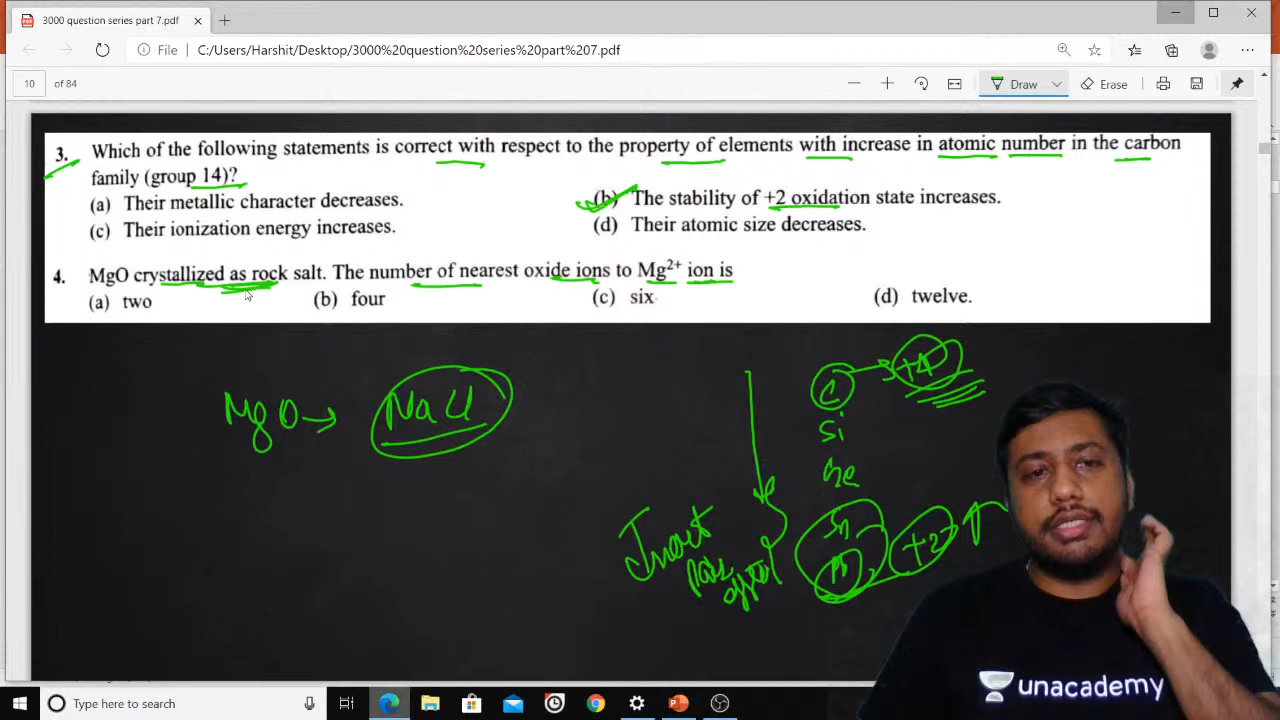 3000 question series part 7.pdf
File C:/Users/Harshit/Desktop/3000%20question%20series%20part%207.pdf
10 of 84 Draw Erase
3. Which of the following statements is correct with respect to the property of elements with increase in atomic number in the carbon
family (group 14)?
(a) Their metallic character decreases. (b) The stability of +2 oxidation state increases.
(c) Their ionization energy increases. (d) Their atomic size decreases.
4. MgO crystallized as rock salt. The number of nearest oxide ions to Mg²⁺ ion is
(a) two (b) four (c) six (d) twelve.
MgO → NaCl
C → +4
Si
Ge
Sn
Pb +2 ↑
Inert
pair
effect
unacademy
Type here to search